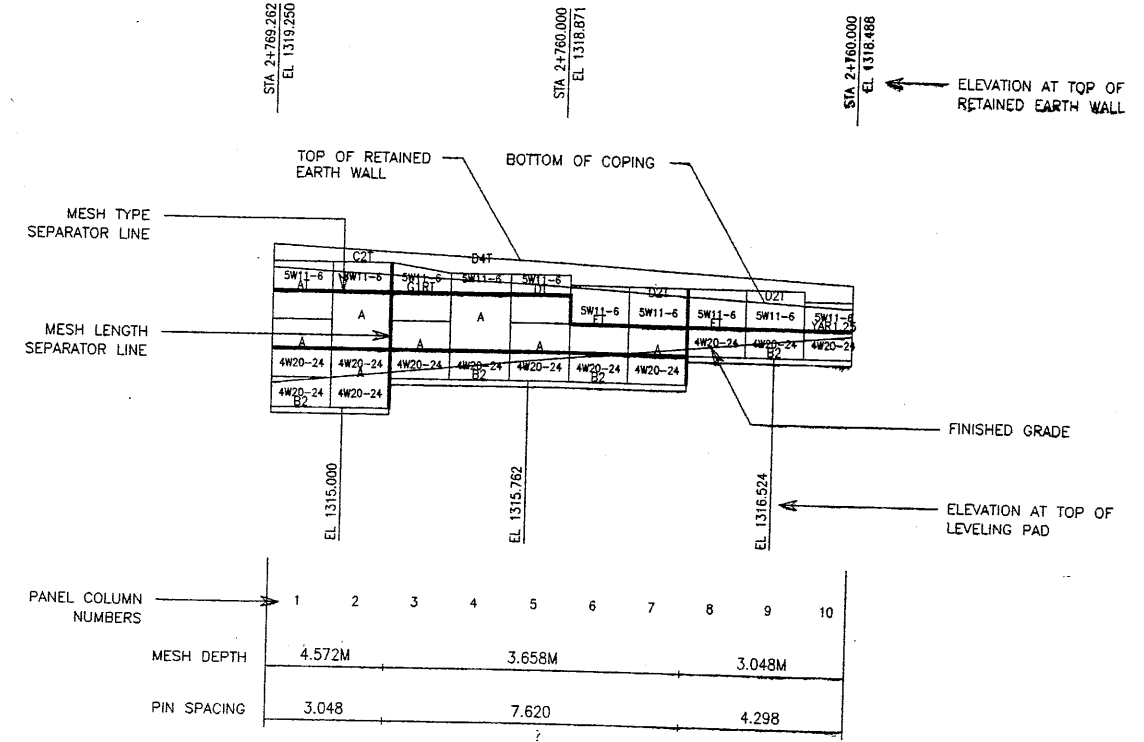 STA 2+769.262
EL 1319.250
STA 2+760.000
EL 1318.871
STA 2+760.000
EL 1318.488
ELEVATION AT TOP OF
RETAINED EARTH WALL
TOP OF RETAINED
EARTH WALL
BOTTOM OF COPING
MESH TYPE
SEPARATOR LINE
C2T
D4T
5W11-6
5W11-6
5W11-6
5W11-6
5W11-6
AT
G1RT
D1
D2T
D2T
A
A
5W11-6
5W11-6
5W11-6
5W11-6
5W11-6
ET
ET
YAR1.25
MESH LENGTH
SEPARATOR LINE
A
A
A
A
4W20-24
4W20-24
4W20-24
B2
4W20-24
4W20-24
4W20-24
4W20-24
4W20-24
4W20-24
4W20-24
A
B2
B2
4W20-24
4W20-24
B2
FINISHED GRADE
EL 1315.000
EL 1315.762
EL 1316.524
ELEVATION AT TOP OF
LEVELING PAD
PANEL COLUMN
NUMBERS
1 2 3 4 5 6 7 8 9 10
MESH DEPTH 4.572M 3.658M 3.048M
PIN SPACING 3.048 7.620 4.298
?